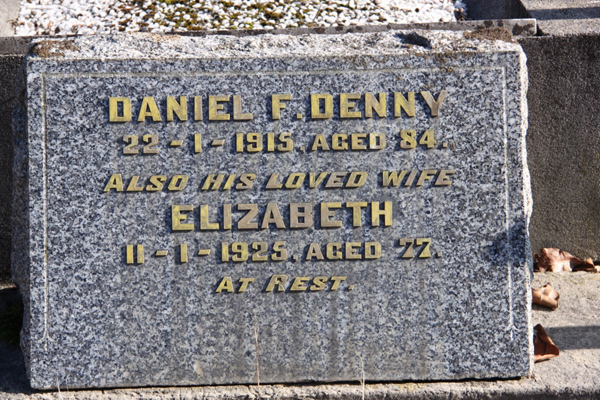 DANIEL F. DENNY
22-1-1915, AGED 84.
ALSO HIS LOVED WIFE
ELIZABETH
11-1-1925, AGED 77.
AT REST.